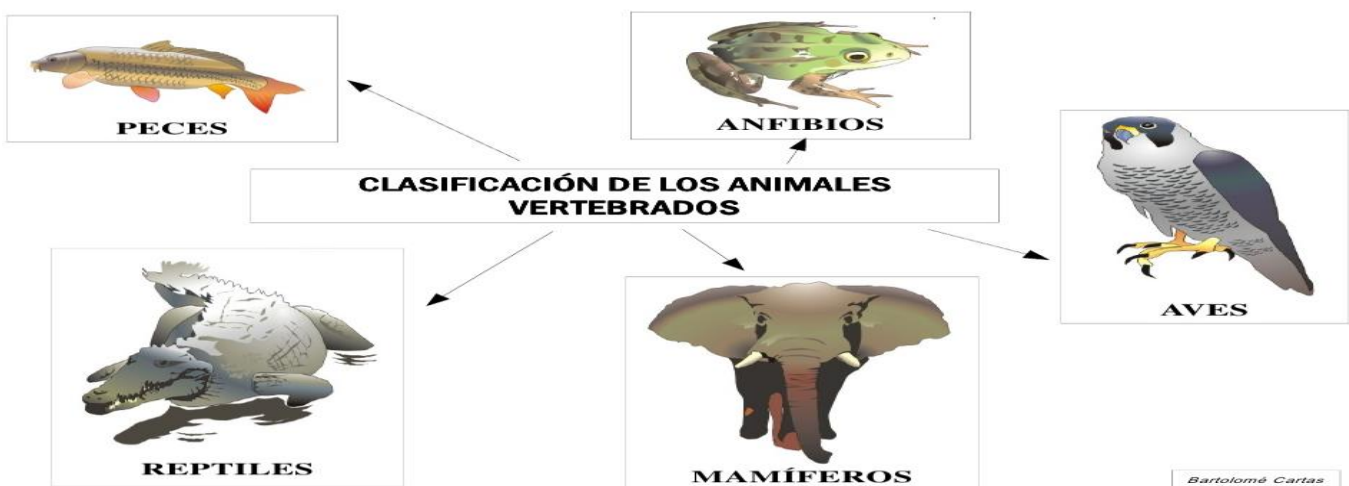 PECES
ANFIBIOS
CLASIFICACIÓN DE LOS ANIMALES
VERTEBRADOS
AVES
REPTILES
MAMÍFEROS
Bartolomé Cartas